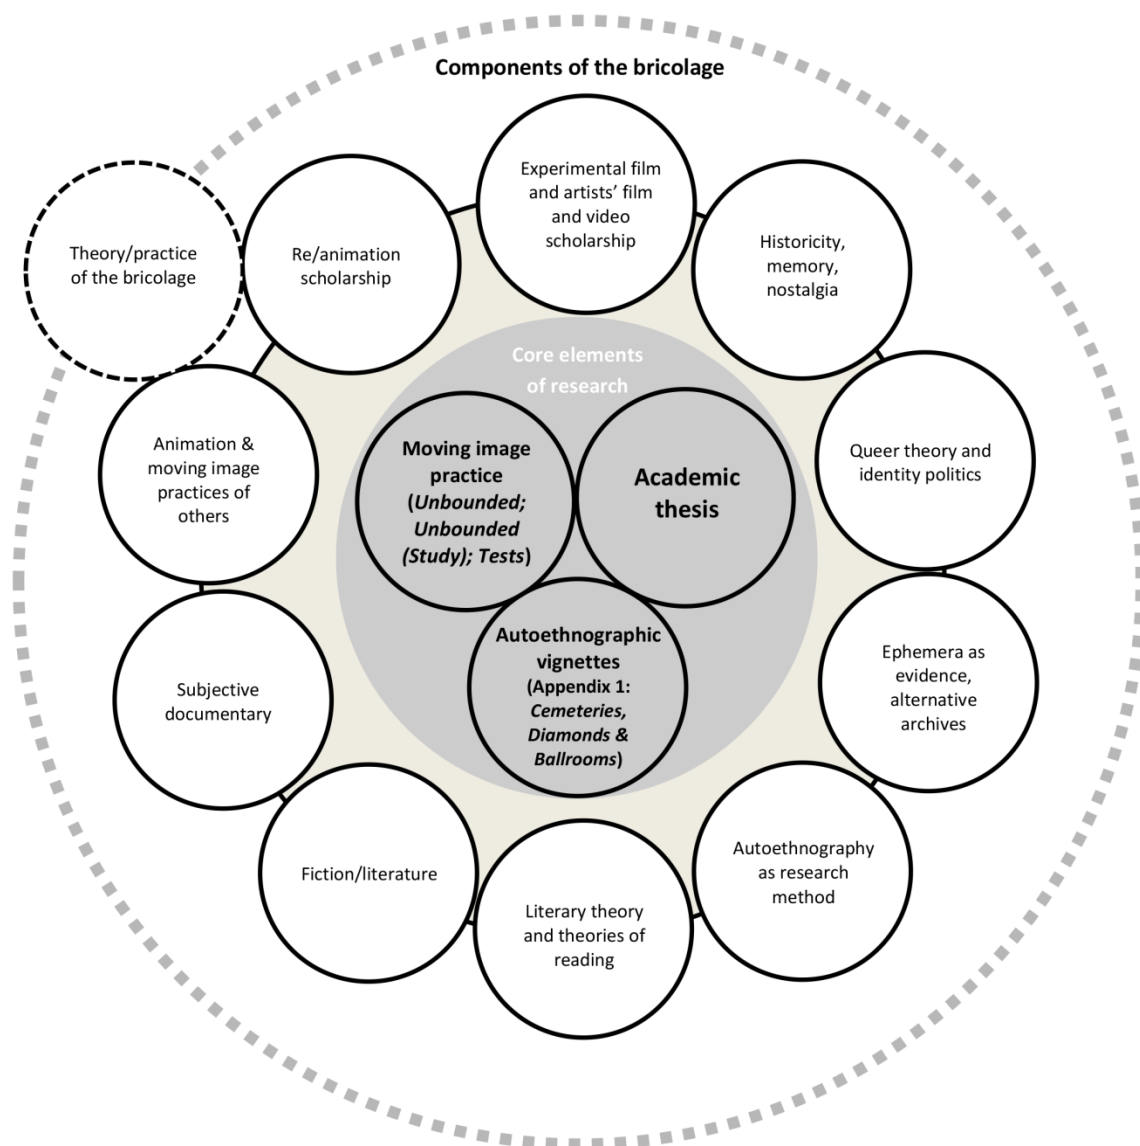 Components of the bricolage
Experimental film
and artists’ film
and video
scholarship
Historicity,
memory,
nostalgia
Queer theory and
identity politics
Ephemera as
evidence,
alternative
archives
Autoethnography
as research
method
Literary theory
and theories of
reading
Fiction/literature
Subjective
documentary
Animation &
moving image
practices of
others
Theory/practice
of the bricolage
Re/animation
scholarship
Core elements
of research
Moving image
practice
(Unbounded;
Unbounded
(Study); Tests)
Academic
thesis
Autoethnographic
vignettes
(Appendix 1:
Cemeteries,
Diamonds &
Ballrooms)